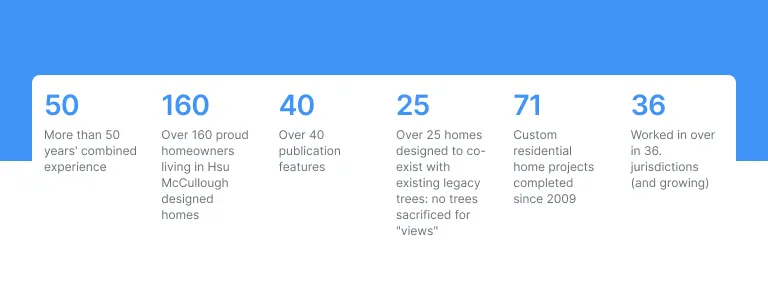 50
More than 50
years' combined
experience
160
Over 160 proud
homeowners
living in Hsu
McCullough
designed
homes
40
Over 40
publication
features
25
Over 25 homes
designed to co-
exist with
existing legacy
trees: no trees
sacrificed for
"views"
71
Custom
residential
home projects
completed
since 2009
36
Worked in over
in 36.
jurisdictions
(and growing)